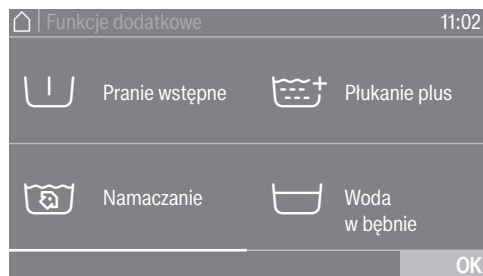 Funkcje dodatkowe 11:02
Pranie wstępne
Płukanie plus
Namaczanie
Woda
w bębnie
OK